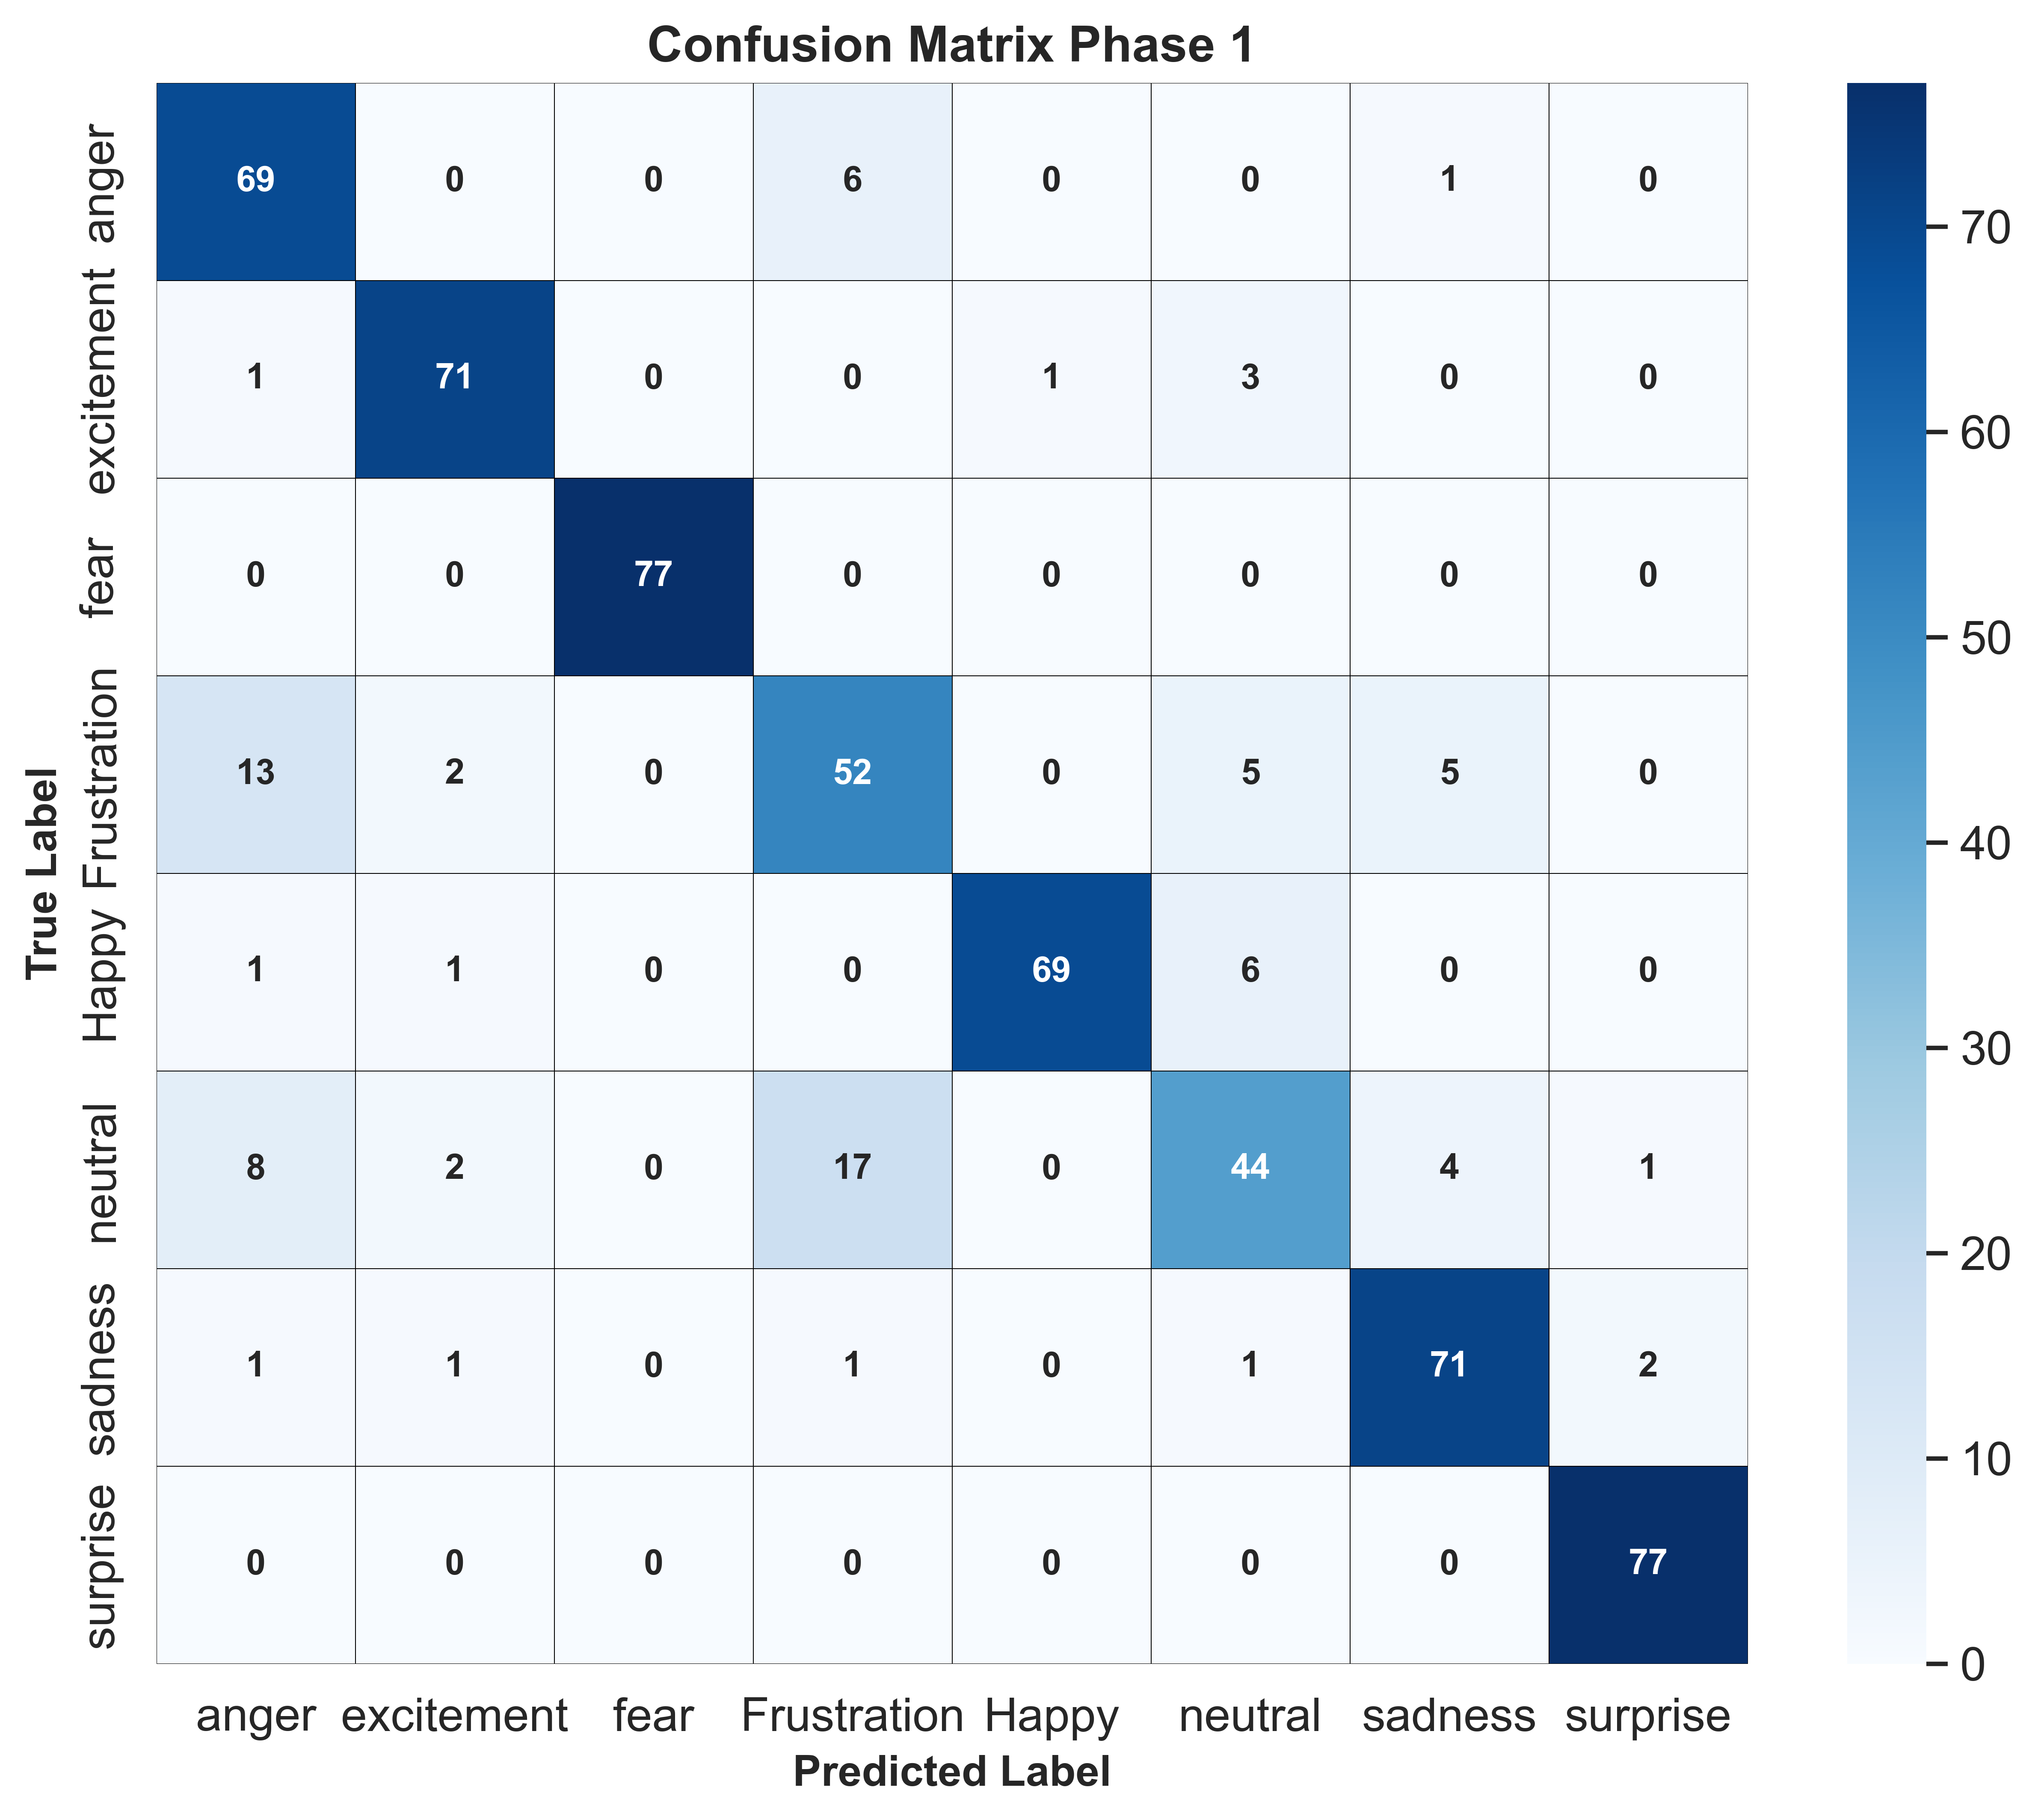 Confusion Matrix Phase 1
True Label
anger
69 0 0 6 0 0 1 0
excitement
1 71 0 0 1 3 0 0
fear
0 0 77 0 0 0 0 0
Frustration
13 2 0 52 0 5 5 0
Happy
1 1 0 0 69 6 0 0
neutral
8 2 0 17 0 44 4 1
sadness
1 1 0 1 0 1 71 2
surprise
0 0 0 0 0 0 0 77
anger excitement fear Frustration Happy neutral sadness surprise
Predicted Label
70
60
50
40
30
20
10
0